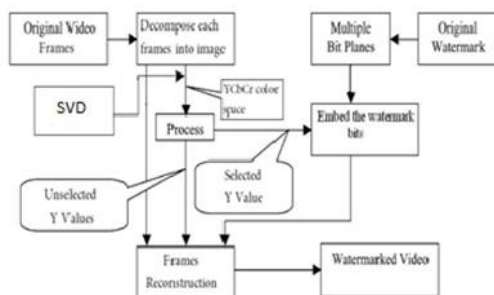 Original Wideo
Frames
Decompose each
frames into image
Multiple
Bit Planes
Original
Watermark
SVD
YCbCr color
space
Process
Embed the watermark
bits
Unselected
Y Values
Selected
Y Value
Frames
Reconstruction
Watermarked Video